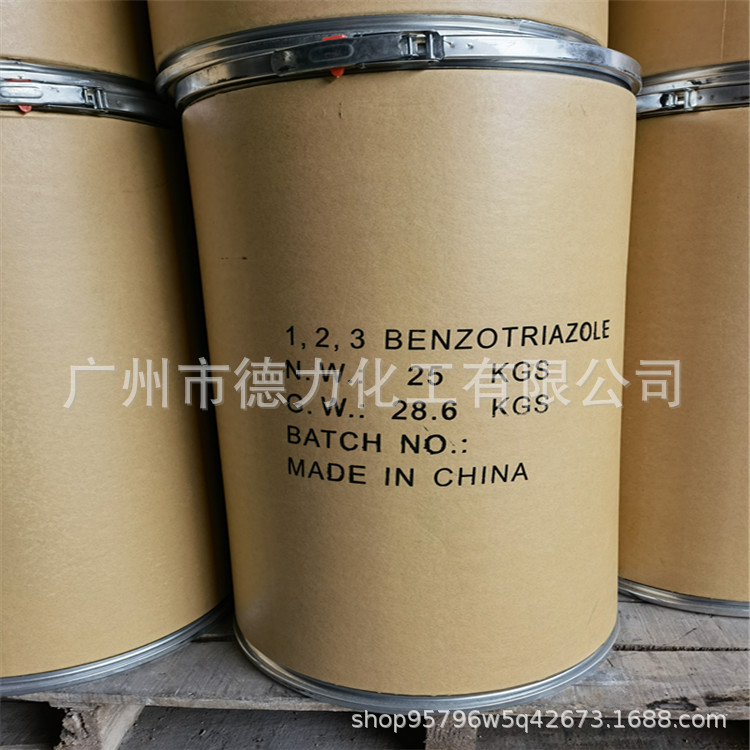 1, 2, 3 BENZOTRIAZOLE
N.W.: 25 KGS
广州市德力化工有限公司
G.W.: 28.6 KGS
BATCH NO.:
MADE IN CHINA
shop95796w5q42673.1688.com